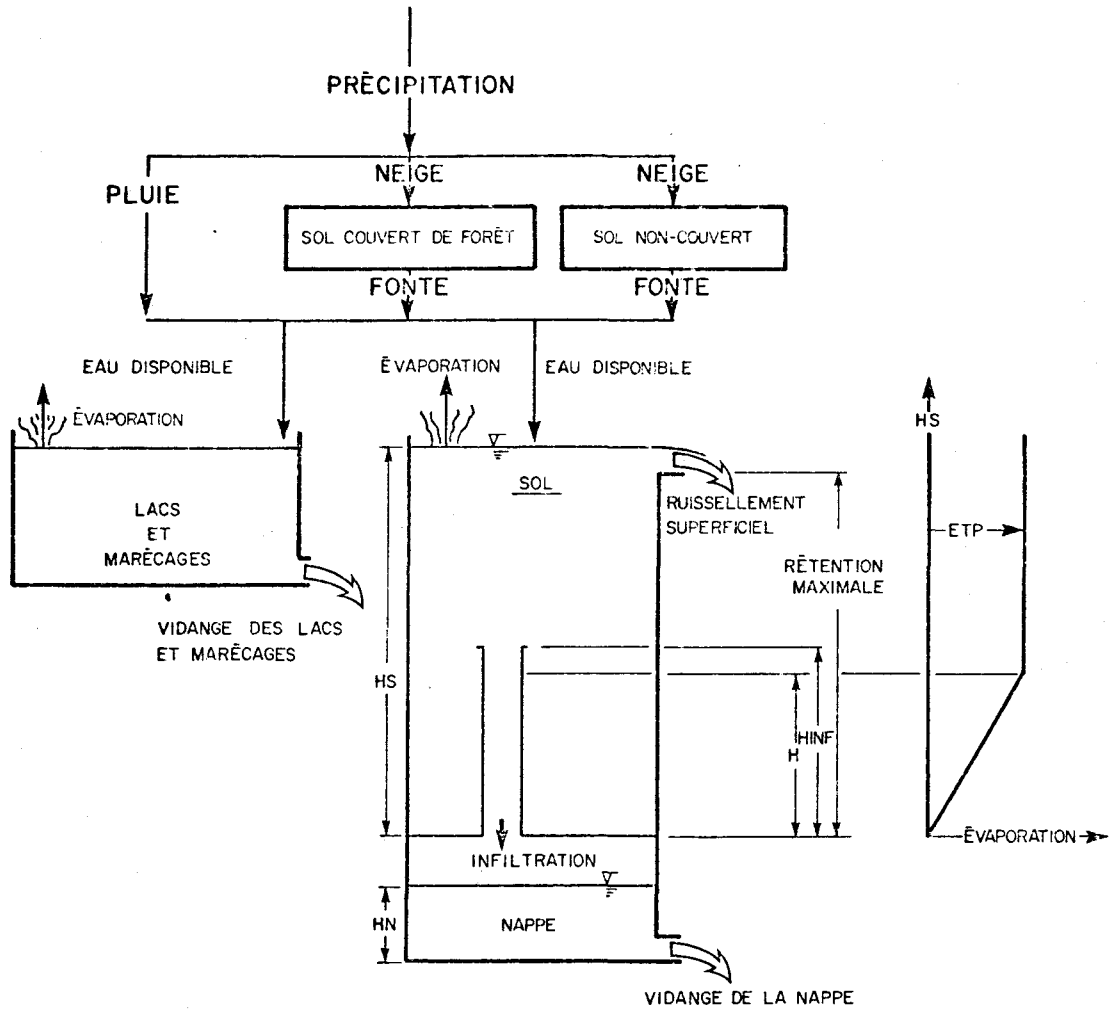 PRĒCIPITATION
PLUIE
NEIGE
NEIGE
SOL COUVERT DE FORÊT
SOL NON-COUVERT
FONTE
FONTE
EAU DISPONIBLE
ÉVAPORATION
EAU DISPONIBLE
ÉVAPORATION
HS
SOL
LACS
ET
MARÉCAGES
RUISSELLEMENT
SUPERFICIEL
ETP
RÉTENTION
MAXIMALE
VIDANGE DES LACS
ET MARÉCAGES
HS
H
HINF
INFILTRATION
ÉVAPORATION
HN
NAPPE
VIDANGE DE LA NAPPE